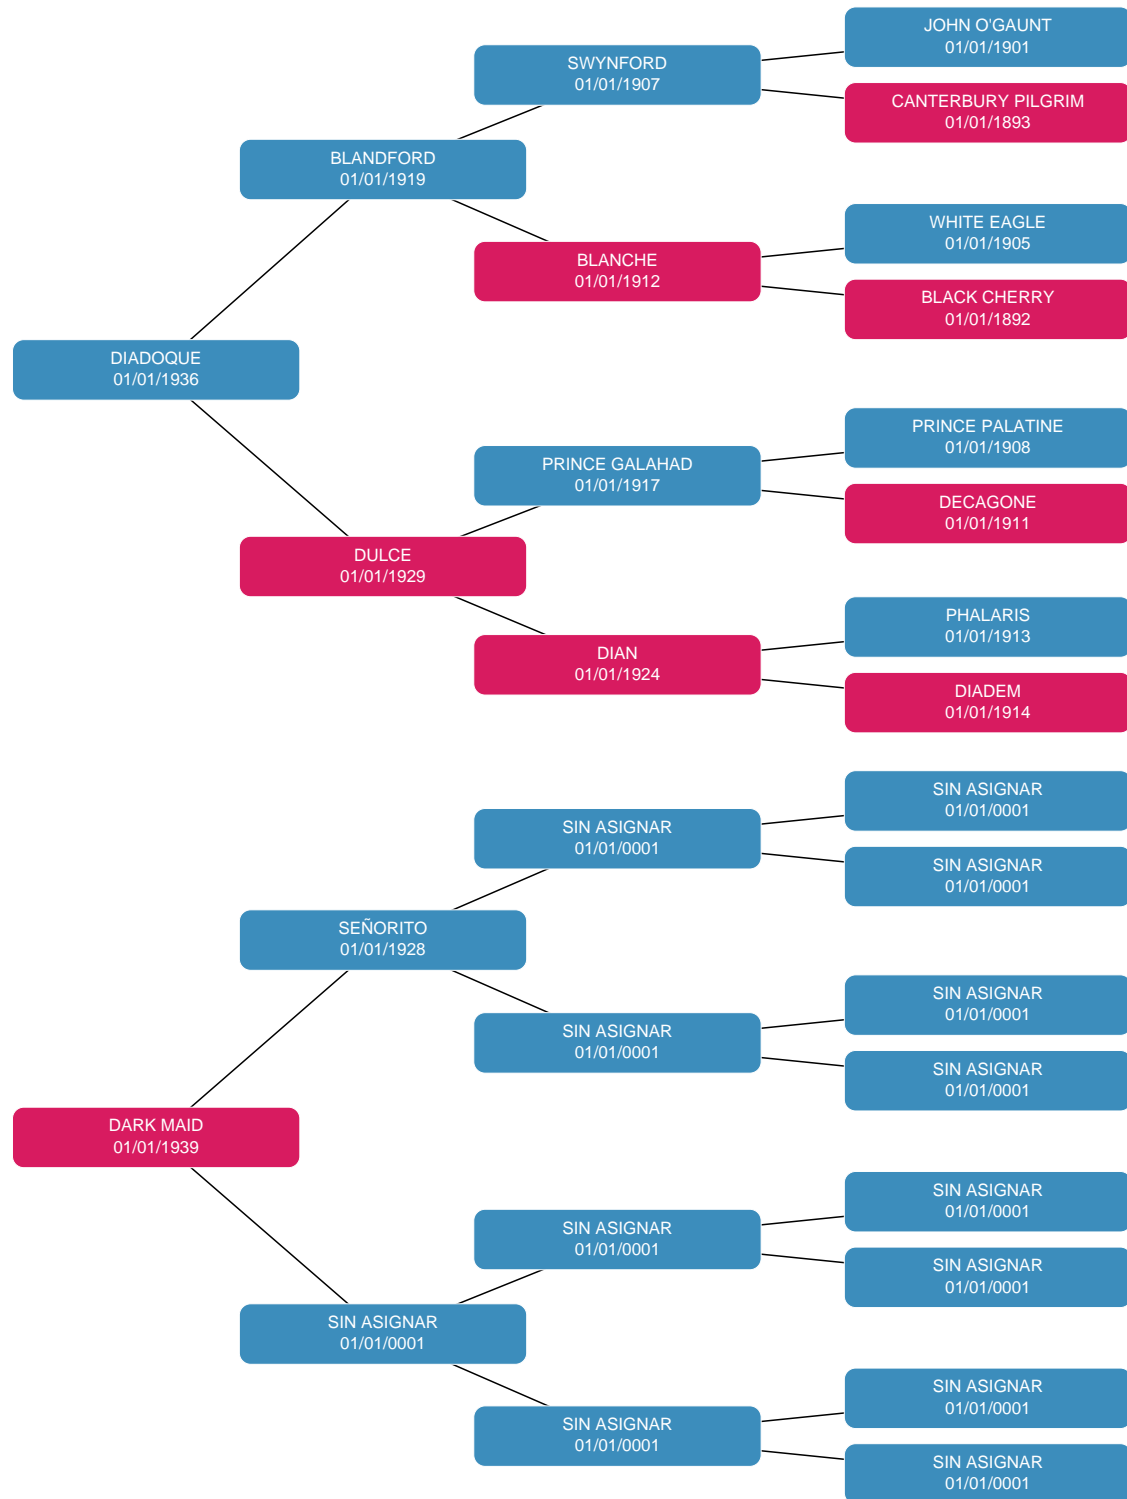 JOHN O'GAUNT
01/01/1901
SWYNFORD
01/01/1907
CANTERBURY PILGRIM
01/01/1893
BLANDFORD
01/01/1919
WHITE EAGLE
01/01/1905
BLANCHE
01/01/1912
BLACK CHERRY
01/01/1892
DIADOQUE
01/01/1936
PRINCE PALATINE
01/01/1908
PRINCE GALAHAD
01/01/1917
DECAGONE
01/01/1911
DULCE
01/01/1929
PHALARIS
01/01/1913
DIAN
01/01/1924
DIADEM
01/01/1914
SIN ASIGNAR
01/01/0001
SIN ASIGNAR
01/01/0001
SIN ASIGNAR
01/01/0001
SEÑORITO
01/01/1928
SIN ASIGNAR
01/01/0001
SIN ASIGNAR
01/01/0001
SIN ASIGNAR
01/01/0001
DARK MAID
01/01/1939
SIN ASIGNAR
01/01/0001
SIN ASIGNAR
01/01/0001
SIN ASIGNAR
01/01/0001
SIN ASIGNAR
01/01/0001
SIN ASIGNAR
01/01/0001
SIN ASIGNAR
01/01/0001
SIN ASIGNAR
01/01/0001